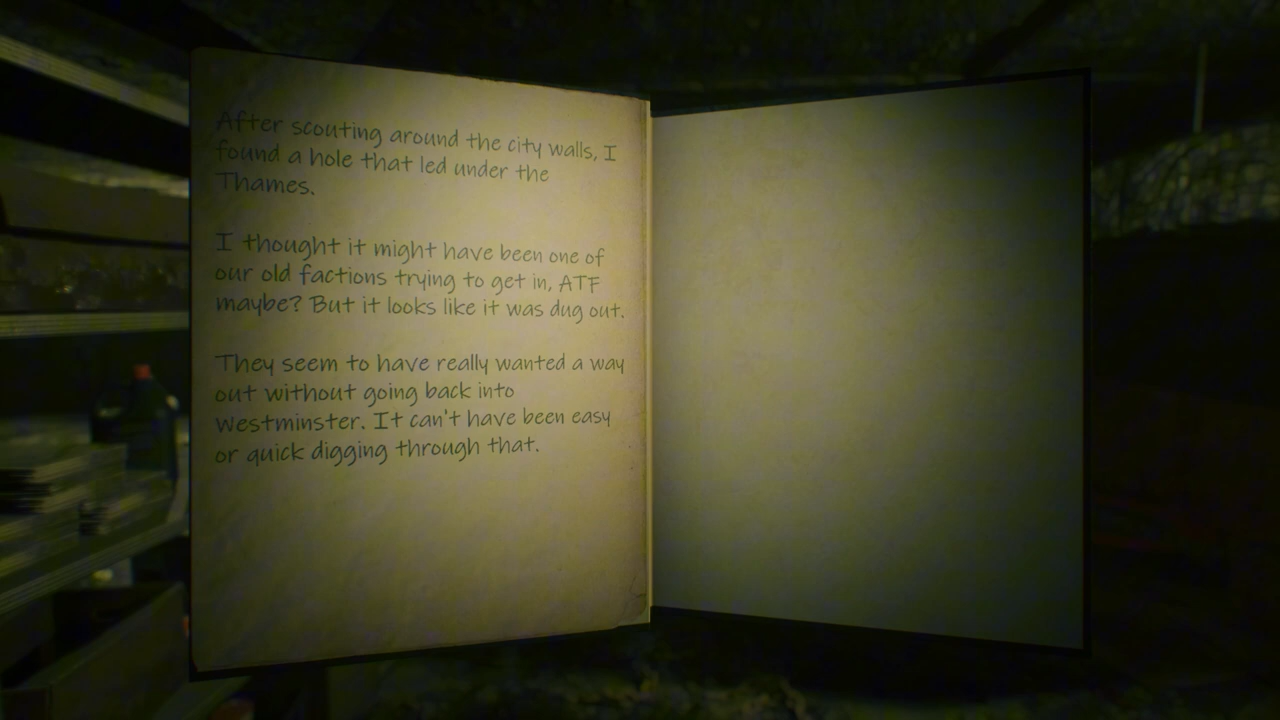 After scouting around the city walls, I
found a hole that led under the
Thames.
I thought it might have been one of
our old factions trying to get in, ATF
maybe? But it looks like it was dug out.
They seem to have really wanted a way
out without going back into
Westminster. It can't have been easy
or quick digging through that.